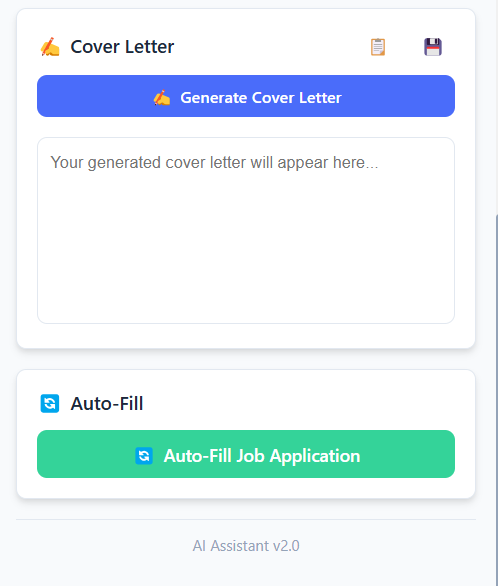 ✍️ Cover Letter 📋 💾
✍️ Generate Cover Letter
Your generated cover letter will appear here...
🔄 Auto-Fill
🔄 Auto-Fill Job Application
AI Assistant v2.0